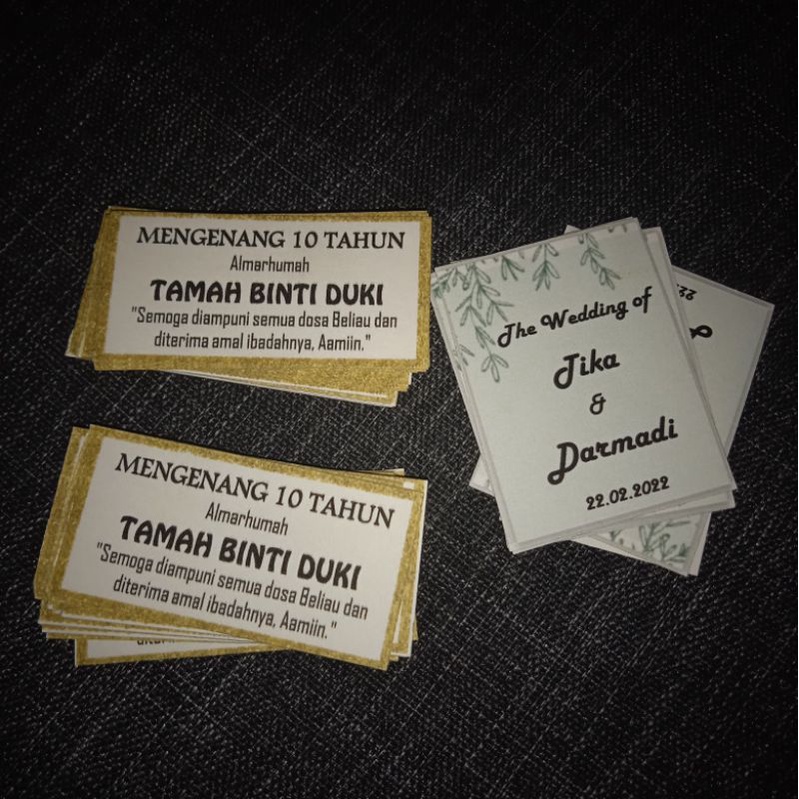 MENGENANG 10 TAHUN
Almarhumah
TAMAH BINTI DUKI
"Semoga diampuni semua dosa Beliau dan
diterima amal ibadahnya, Aamiin."
MENGENANG 10 TAHUN
Almarhumah
TAMAH BINTI DUKI
"Semoga diampuni semua dosa Beliau dan
diterima amal ibadahnya, Aamiin."
The Wedding of
Tika
&
Darmadi
22.02.2022